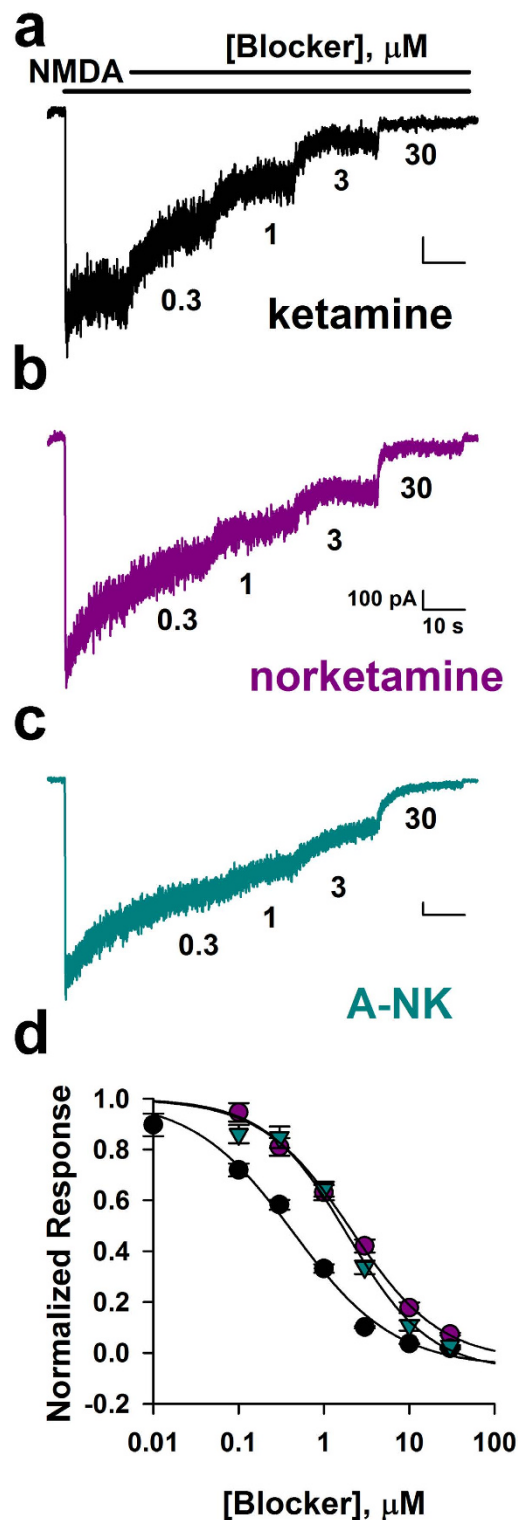 a
[Blocker], μM
NMDA
30
3
1
0.3
ketamine
b
30
3
1
0.3
100 pA
10 s
norketamine
c
30
3
1
0.3
A-NK
d
1.0
0.8
0.6
0.4
0.2
0.0
-0.2
Normalized Response
0.01 0.1 1 10 100
[Blocker], μM